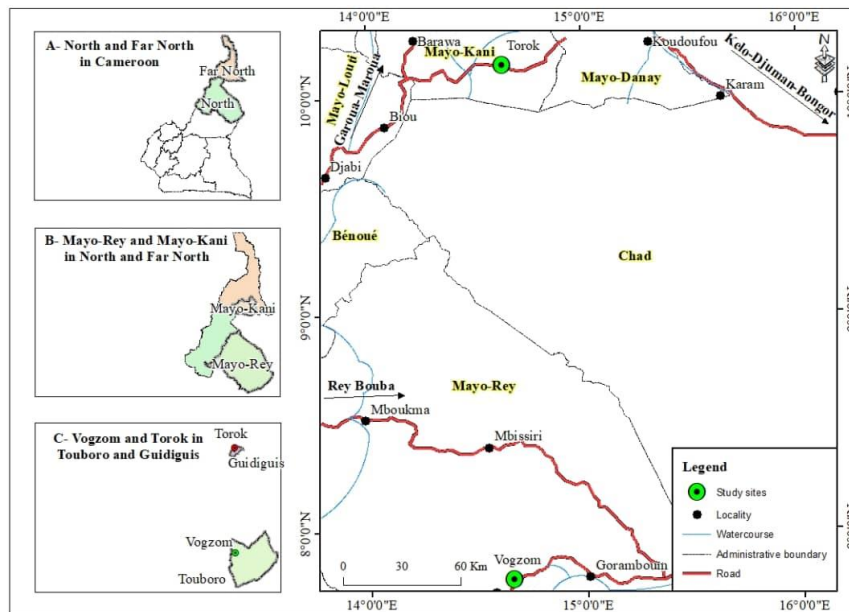 A- North and Far North
in Cameroon
Far North
North
B- Mayo-Rey and Mayo-Kani
in North and Far North
Mayo-Kani
Mayo-Rey
C- Vogzom and Torok in
Touboro and Guidiguis
Torok
Guidiguis
Vogzom
Touboro
14°0'0"E
15°0'0"E
16°0'0"E
Barawa
Mayo-Kani
Torok
Koudoufou
Kelo-Djuman-Bongor
N
Mayo-Louti
Garoua-Maroua
Mayo-Danay
Karam
10°0'0"N
Biou
Djabi
Bénoué
Chad
9°0'0"N
Rey Bouba
Mayo-Rey
Mboukma
Mbissiri
8°0'0"N
Vogzom
Gorambouin
0 30 60 Km
Legend
Study sites
Locality
Watercourse
Administrative boundary
Road
14°0'0"E
15°0'0"E
16°0'0"E